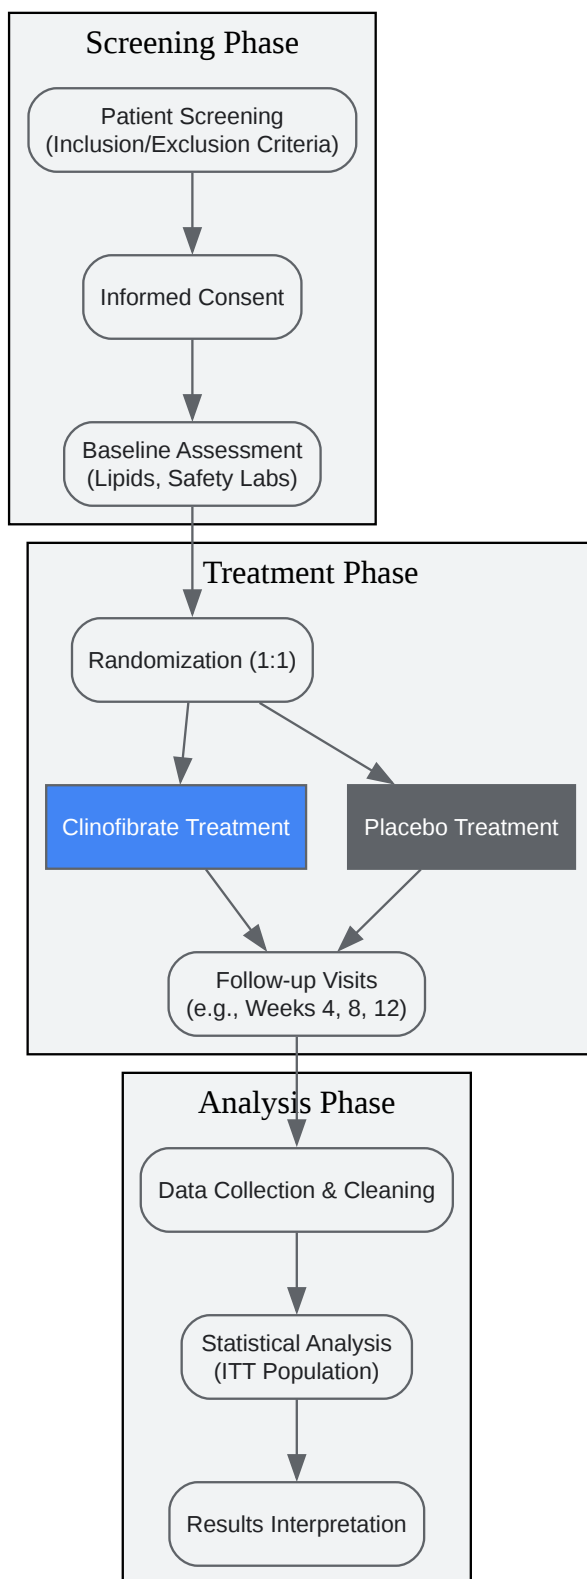 Screening Phase
Patient Screening
(Inclusion/Exclusion Criteria)
Informed Consent
Baseline Assessment
(Lipids, Safety Labs)
Treatment Phase
Randomization (1:1)
Clinofibrate Treatment
Placebo Treatment
Follow-up Visits
(e.g., Weeks 4, 8, 12)
Analysis Phase
Data Collection & Cleaning
Statistical Analysis
(ITT Population)
Results Interpretation